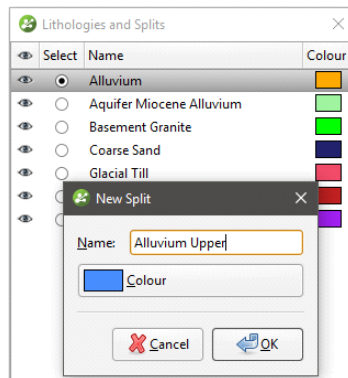 Lithologies and Splits
Select Name Colour
Alluvium
Aquifer Miocene Alluvium
Basement Granite
Coarse Sand
Glacial Till
New Split
Name: Alluvium Upper
Colour
Cancel OK